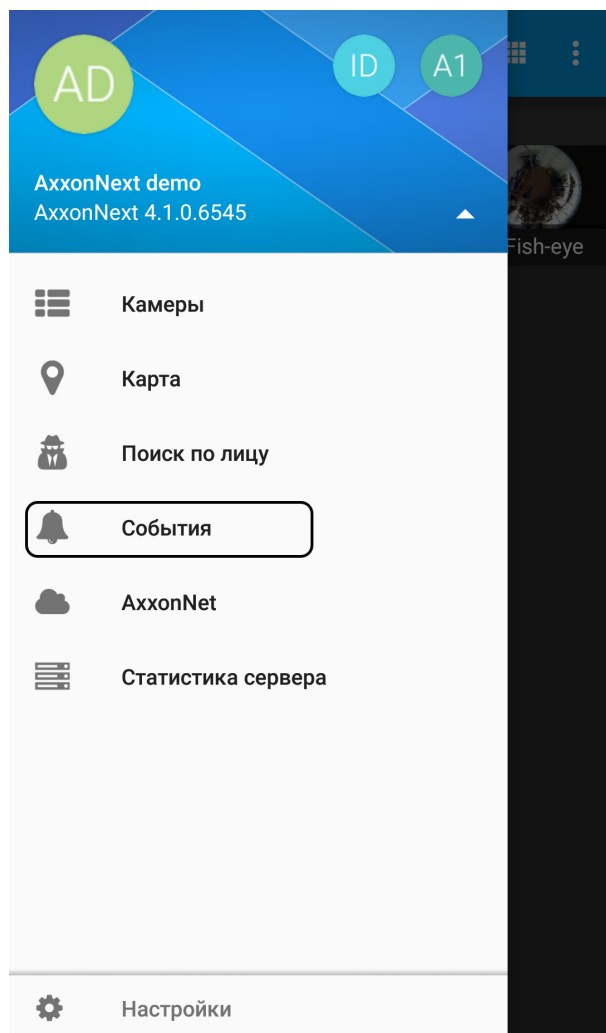 AD
ID
A1
AxxonNext demo
AxxonNext 4.1.0.6545
Fish-eye
Камеры
Карта
Поиск по лицу
События
AxxonNet
Статистика сервера
Настройки